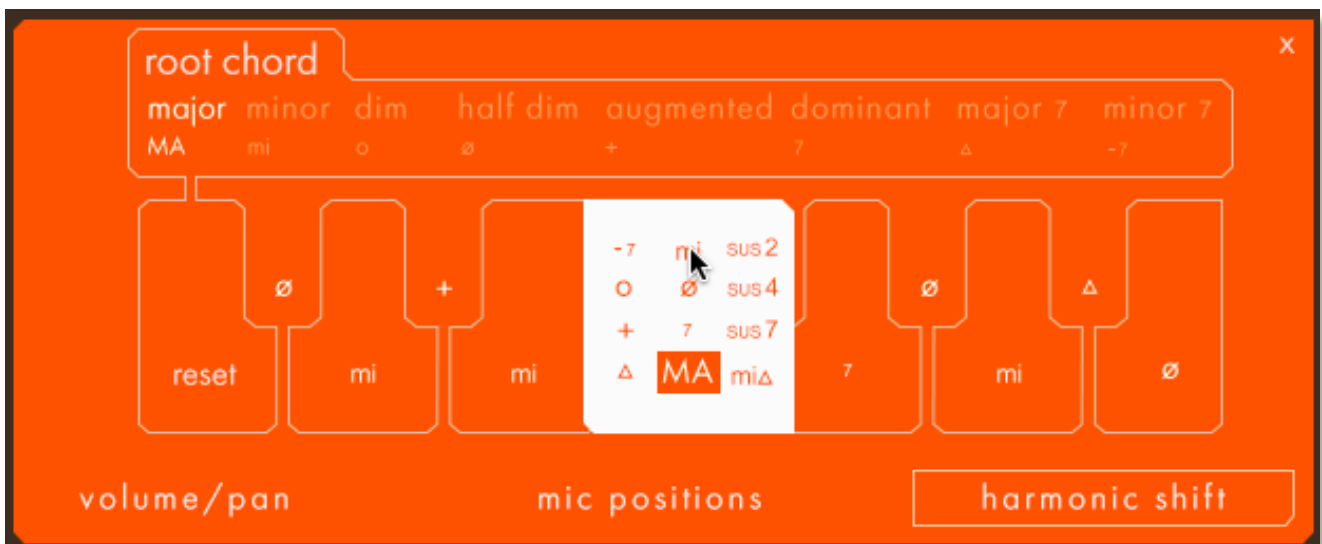 x
root chord
major minor dim half dim augmented dominant major 7 minor 7
MA mi o ø + 7 △ -7
-7 mi sus2
ø + o ø sus4 ø △
+ 7 sus7
reset mi mi △ MA mi△ 7 mi ø
volume/pan mic positions harmonic shift